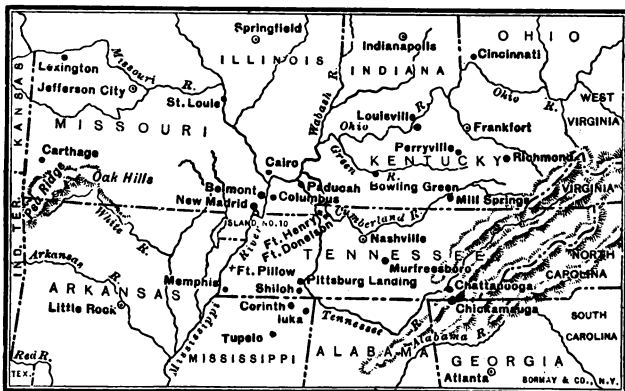 Springfield
Indianapolis
OHIO
Cincinnati
Lexington
Missouri
R.
ILLINOIS
INDIANA
Jefferson City
St. Louis
Wabash R.
Ohio
R.
WEST
VIRGINIA
KANSAS
Louisville
Ohio R.
Frankfort
MISSOURI
Perryville
Green
R.
KENTUCKY
Richmond
Carthage
Cairo
Paducah
Bowling Green
VIRGINIA
Pea Ridge
Oak Hills
Belmont
Columbus
Mill Springs
New Madrid
Cumberland R.
IND. TER.
White
R.
ISLAND NO. 10
Ft. Henry
Ft. Donelson
Nashville
TENNESSEE
NORTH
CAROLINA
Arkansas
R.
River
Murfreesboro
Memphis
Ft. Pillow
Shiloh
Pittsburg Landing
Chattanooga
ARKANSAS
Little Rock
Corinth
Iuka
Tennessee
R.
Chickamauga
Alabama R.
SOUTH
CAROLINA
Tupelo
Mississippi
MISSISSIPPI
ALABAMA
GEORGIA
Red R.
TEX.
Atlanta
BORMAY & CO., N.Y.